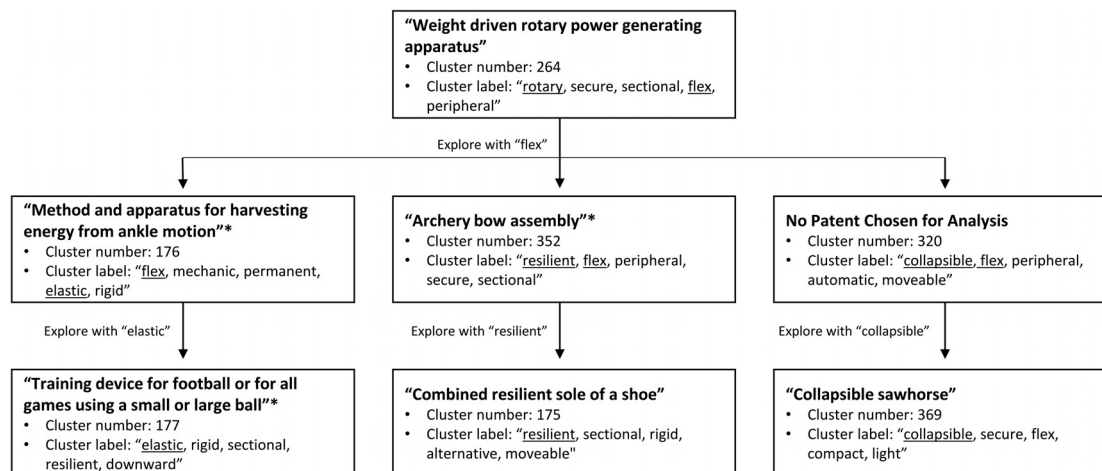 “Weight driven rotary power generating
apparatus”
• Cluster number: 264
• Cluster label: “rotary, secure, sectional, flex,
peripheral”
Explore with “flex”
“Method and apparatus for harvesting
energy from ankle motion”*
• Cluster number: 176
• Cluster label: “flex, mechanic, permanent,
elastic, rigid”
“Archery bow assembly”*
• Cluster number: 352
• Cluster label: “resilient, flex, peripheral,
secure, sectional”
No Patent Chosen for Analysis
• Cluster number: 320
• Cluster label: “collapsible, flex, peripheral,
automatic, moveable”
Explore with “elastic”
Explore with “resilient”
Explore with “collapsible”
“Training device for football or for all
games using a small or large ball”*
• Cluster number: 177
• Cluster label: “elastic, rigid, sectional,
resilient, downward”
“Combined resilient sole of a shoe”
• Cluster number: 175
• Cluster label: “resilient, sectional, rigid,
alternative, moveable"
“Collapsible sawhorse”
• Cluster number: 369
• Cluster label: “collapsible, secure, flex,
compact, light”